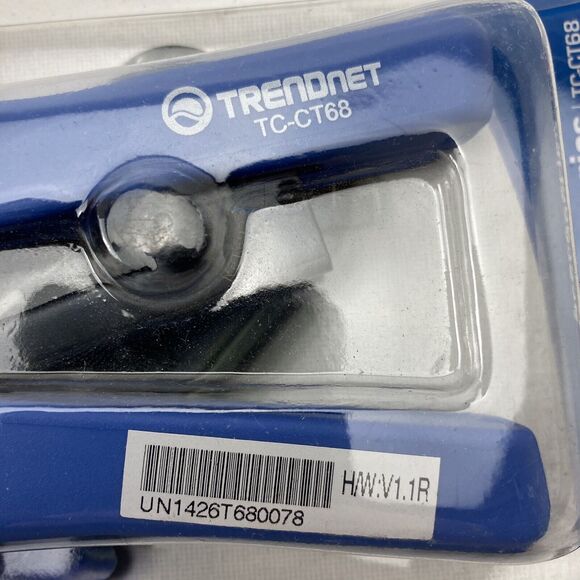 TRENDNET
TC-CT68
TC-CT68
UN1426T680078
H/W:V1.1R